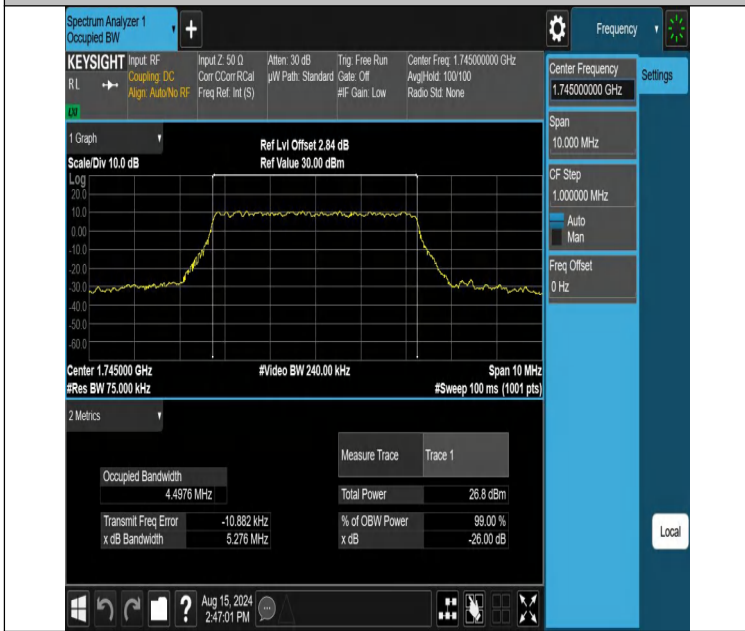 Spectrum Analyzer 1
Occupied BW
+
Frequency
KEYSIGHT
RL
LXI
Input: RF
Coupling: DC
Align: Auto/No RF
Input Z: 50 Ω
Corr CCorr RCal
Freq Ref: Int (S)
Atten: 30 dB
µW Path: Standard
Trig: Free Run
Gate: Off
#IF Gain: Low
Center Freq: 1.745000000 GHz
Avg|Hold: 100/100
Radio Std: None
Center Frequency
1.745000000 GHz
Settings
Span
10.000 MHz
CF Step
1.000000 MHz
Auto
Man
Freq Offset
0 Hz
1 Graph
Scale/Div 10.0 dB
Ref Lvl Offset 2.84 dB
Ref Value 30.00 dBm
Log
20.0
10.0
0.00
-10.0
-20.0
-30.0
-40.0
-50.0
-60.0
Center 1.745000 GHz
#Video BW 240.00 kHz
Span 10 MHz
#Res BW 75.000 kHz
#Sweep 100 ms (1001 pts)
2 Metrics
Measure Trace Trace 1
Occupied Bandwidth
4.4976 MHz
Total Power 26.8 dBm
Transmit Freq Error -10.882 kHz
% of OBW Power 99.00 %
x dB Bandwidth 5.276 MHz
x dB -26.00 dB
Local
?
Aug 15, 2024
2:47:01 PM